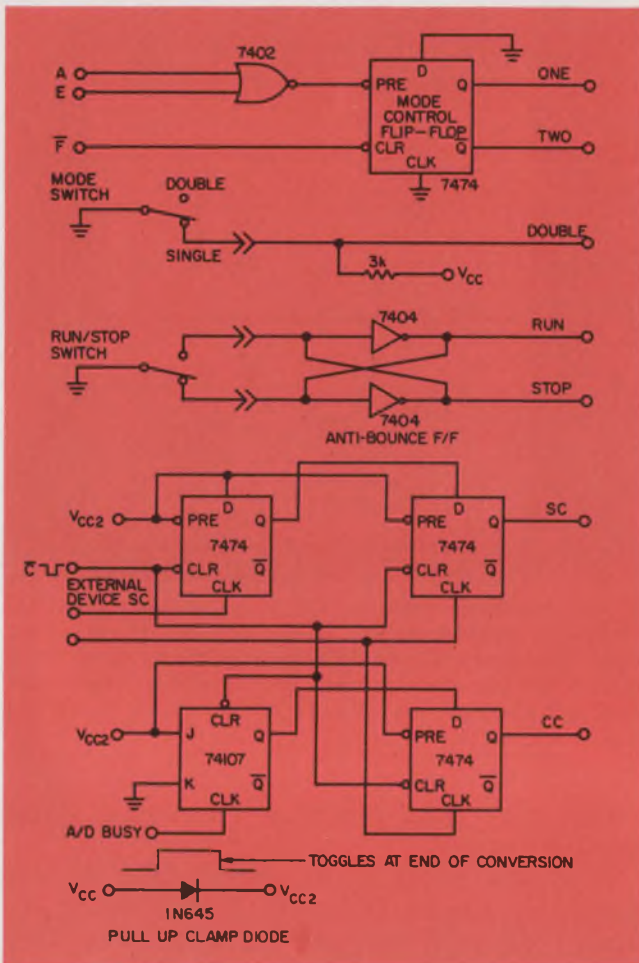 7402
A
E
F̅
PRE
D
Q
MODE
CONTROL
FLIP-FLOP
CLR
Q̅
CLK
7474
ONE
TWO
MODE
SWITCH
DOUBLE
SINGLE
DOUBLE
3k
VCC
RUN/STOP
SWITCH
7404
RUN
7404
STOP
ANTI-BOUNCE F/F
VCC2
PRE
D
Q
7474
CLR
Q̅
CLK
C̅
EXTERNAL
DEVICE SC
D
PRE
Q
7474
CLR
Q̅
CLK
SC
VCC2
CLR
J
Q
74107
K
Q̅
CLK
A/D BUSY
D
PRE
Q
7474
CLR
Q̅
CLK
CC
TOGGLES AT END OF CONVERSION
VCC
VCC2
1N645
PULL UP CLAMP DIODE